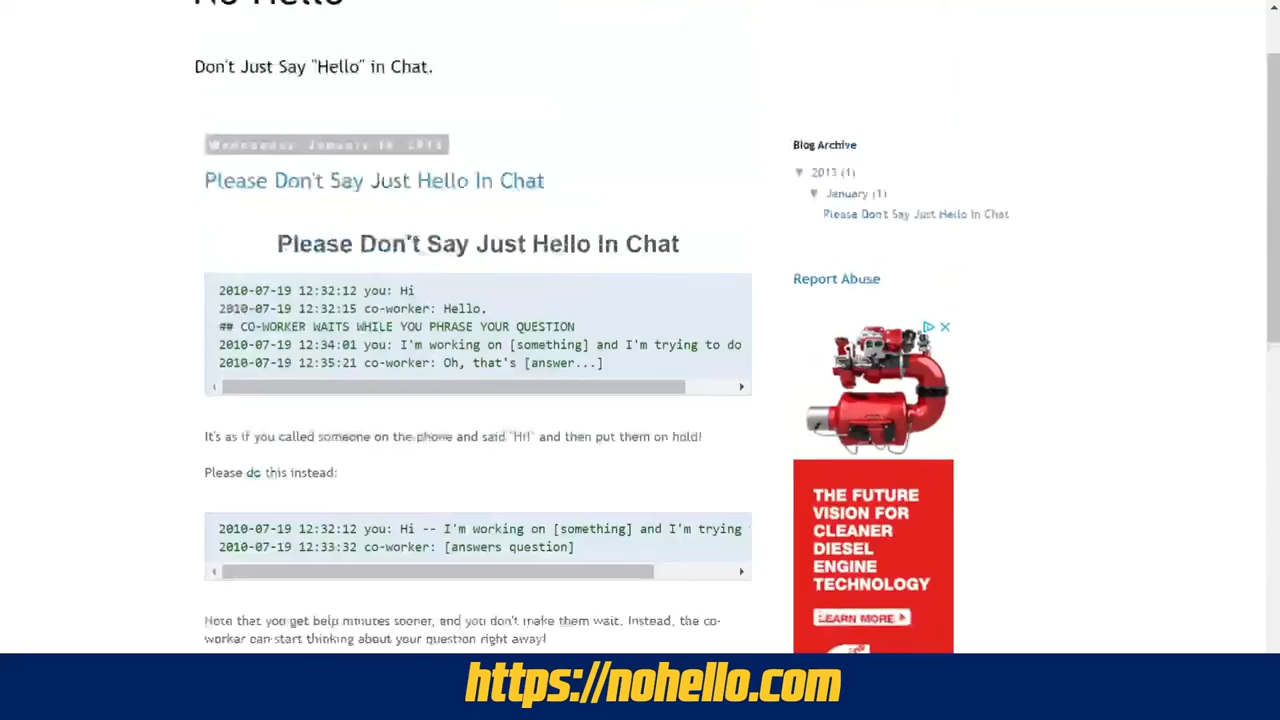 No Hello
Don't Just Say "Hello" in Chat.
Please Don't Say Just Hello In Chat
Please Don't Say Just Hello In Chat
2010-07-19 12:32:12 you: Hi
2010-07-19 12:32:15 co-worker: Hello.
## CO-WORKER WAITS WHILE YOU PHRASE YOUR QUESTION
2010-07-19 12:34:01 you: I'm working on [something] and I'm trying to do
2010-07-19 12:35:21 co-worker: Oh, that's [answer...]
It's as if you called someone on the phone and said "Hi!" and then put them on hold!
Please do this instead:
2010-07-19 12:32:12 you: Hi -- I'm working on [something] and I'm trying
2010-07-19 12:33:32 co-worker: [answers question]
Note that you get help minutes sooner, and you don't make them wait. Instead, the co-
worker can start thinking about your question right away!
Blog Archive
▼ 2013 (1)
▼ January (1)
Please Don't Say Just Hello In Chat
Report Abuse
THE FUTURE
VISION FOR
CLEANER
DIESEL
ENGINE
TECHNOLOGY
LEARN MORE
https://nohello.com